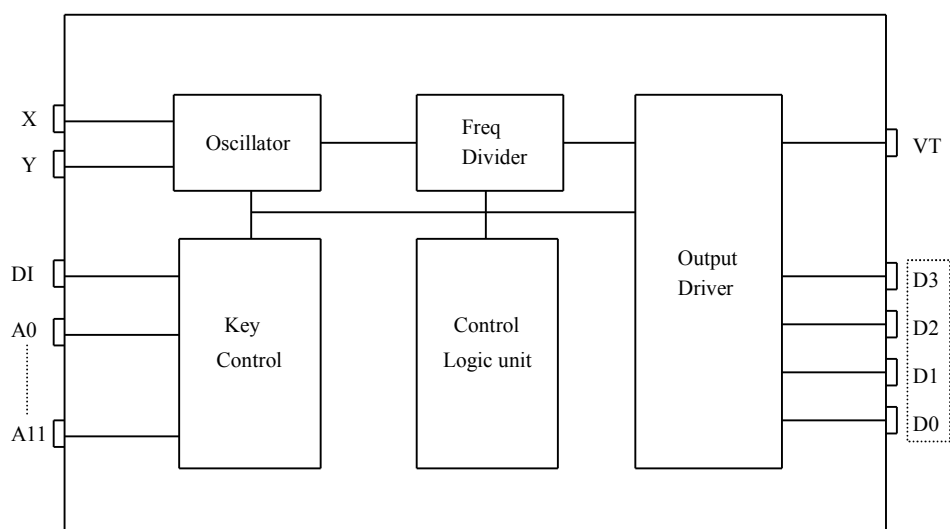 X
Y
DI
A0
A11
Oscillator
Freq
Divider
Key
Control
Control
Logic unit
Output
Driver
VT
D3
D2
D1
D0